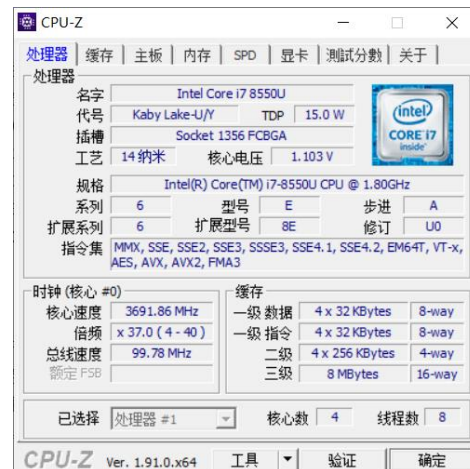 CPU-Z
处理器 缓存 主板 内存 SPD 显卡 測試分數 关于
处理器
名字 Intel Core i7 8550U
代号 Kaby Lake-U/Y TDP 15.0 W
插槽 Socket 1356 FCBGA
工艺 14 纳米 核心电压 1.103 V
intel CORE i7 inside
规格 Intel(R) Core(TM) i7-8550U CPU @ 1.80GHz
系列 6 型号 E 步进 A
扩展系列 6 扩展型号 8E 修订 U0
指令集 MMX, SSE, SSE2, SSE3, SSSE3, SSE4.1, SSE4.2, EM64T, VT-x,
AES, AVX, AVX2, FMA3
时钟 (核心 #0)
核心速度 3691.86 MHz
倍频 x 37.0 ( 4 - 40 )
总线速度 99.78 MHz
额定 FSB
缓存
一级 数据 4 x 32 KBytes 8-way
一级 指令 4 x 32 KBytes 8-way
二级 4 x 256 KBytes 4-way
三级 8 MBytes 16-way
已选择 处理器 #1 核心数 4 线程数 8
CPU-Z Ver. 1.91.0.x64 工具 验证 确定